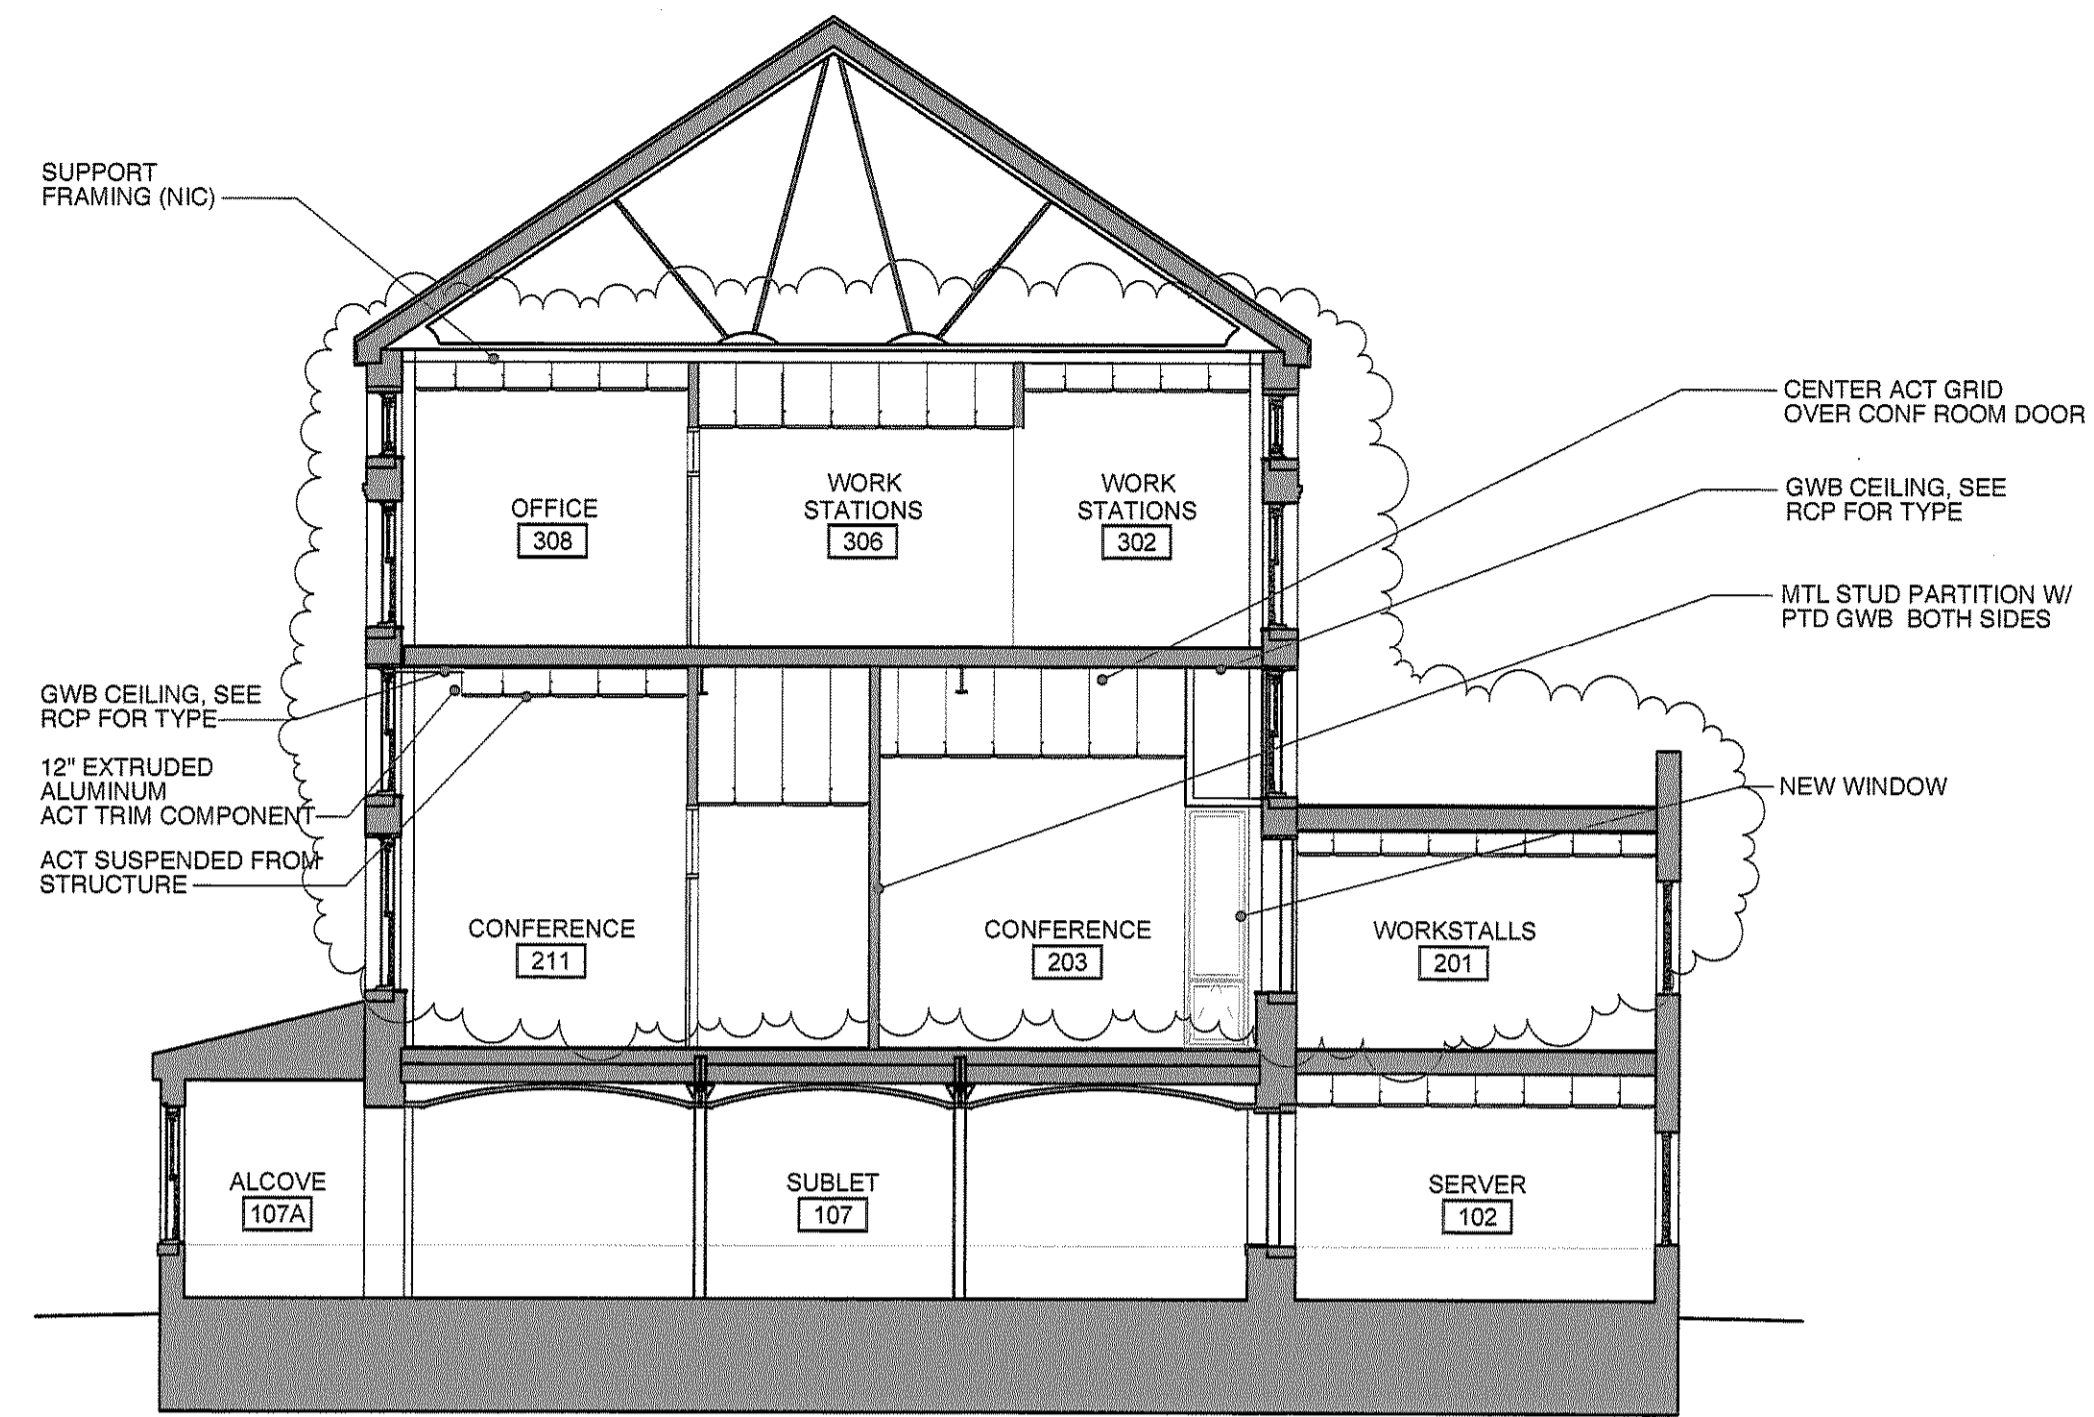 SUPPORT
FRAMING (NIC)
CENTER ACT GRID
OVER CONF ROOM DOOR
GWB CEILING, SEE
RCP FOR TYPE
OFFICE
308
WORK
STATIONS
306
WORK
STATIONS
302
MTL STUD PARTITION W/
PTD GWB BOTH SIDES
GWB CEILING, SEE
RCP FOR TYPE
12" EXTRUDED
ALUMINUM
ACT TRIM COMPONENT
ACT SUSPENDED FROM
STRUCTURE
NEW WINDOW
CONFERENCE
211
CONFERENCE
203
WORKSTALLS
201
ALCOVE
107A
SUBLET
107
SERVER
102